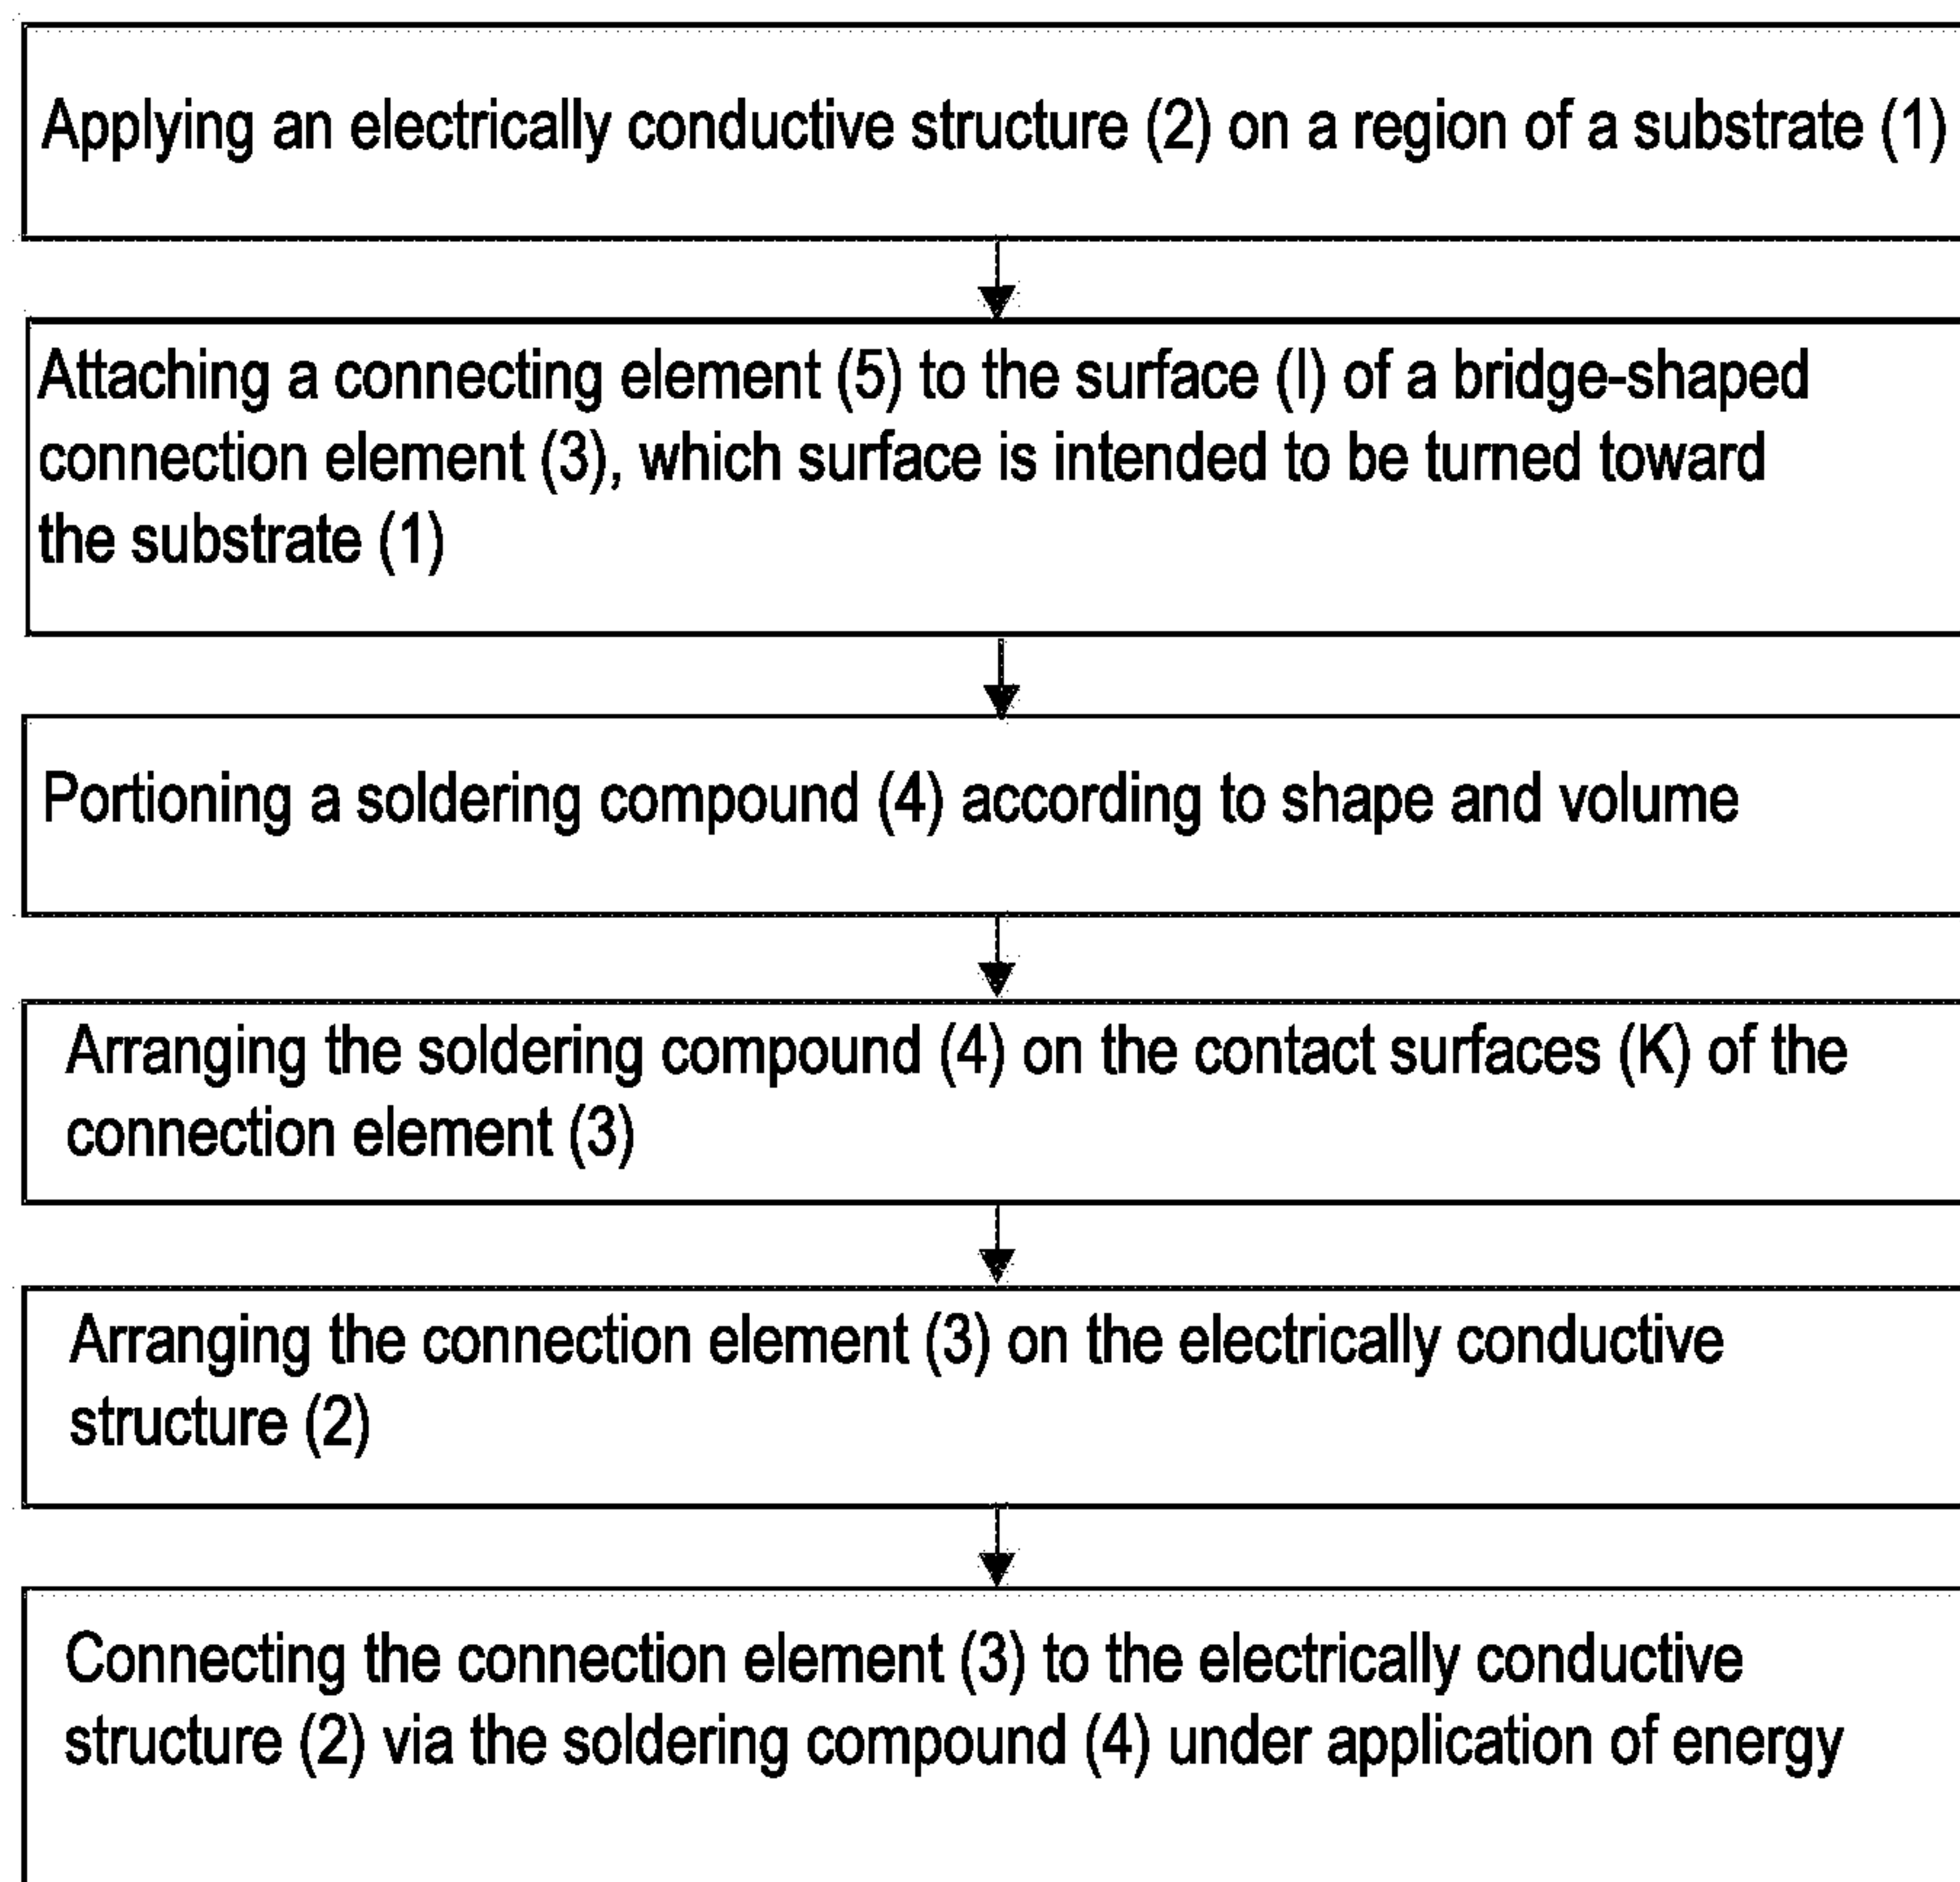 Applying an electrically conductive structure (2) on a region of a substrate (1)
Attaching a connecting element (5) to the surface (I) of a bridge-shaped
connection element (3), which surface is intended to be turned toward
the substrate (1)
Portioning a soldering compound (4) according to shape and volume
Arranging the soldering compound (4) on the contact surfaces (K) of the
connection element (3)
Arranging the connection element (3) on the electrically conductive
structure (2)
Connecting the connection element (3) to the electrically conductive
structure (2) via the soldering compound (4) under application of energy